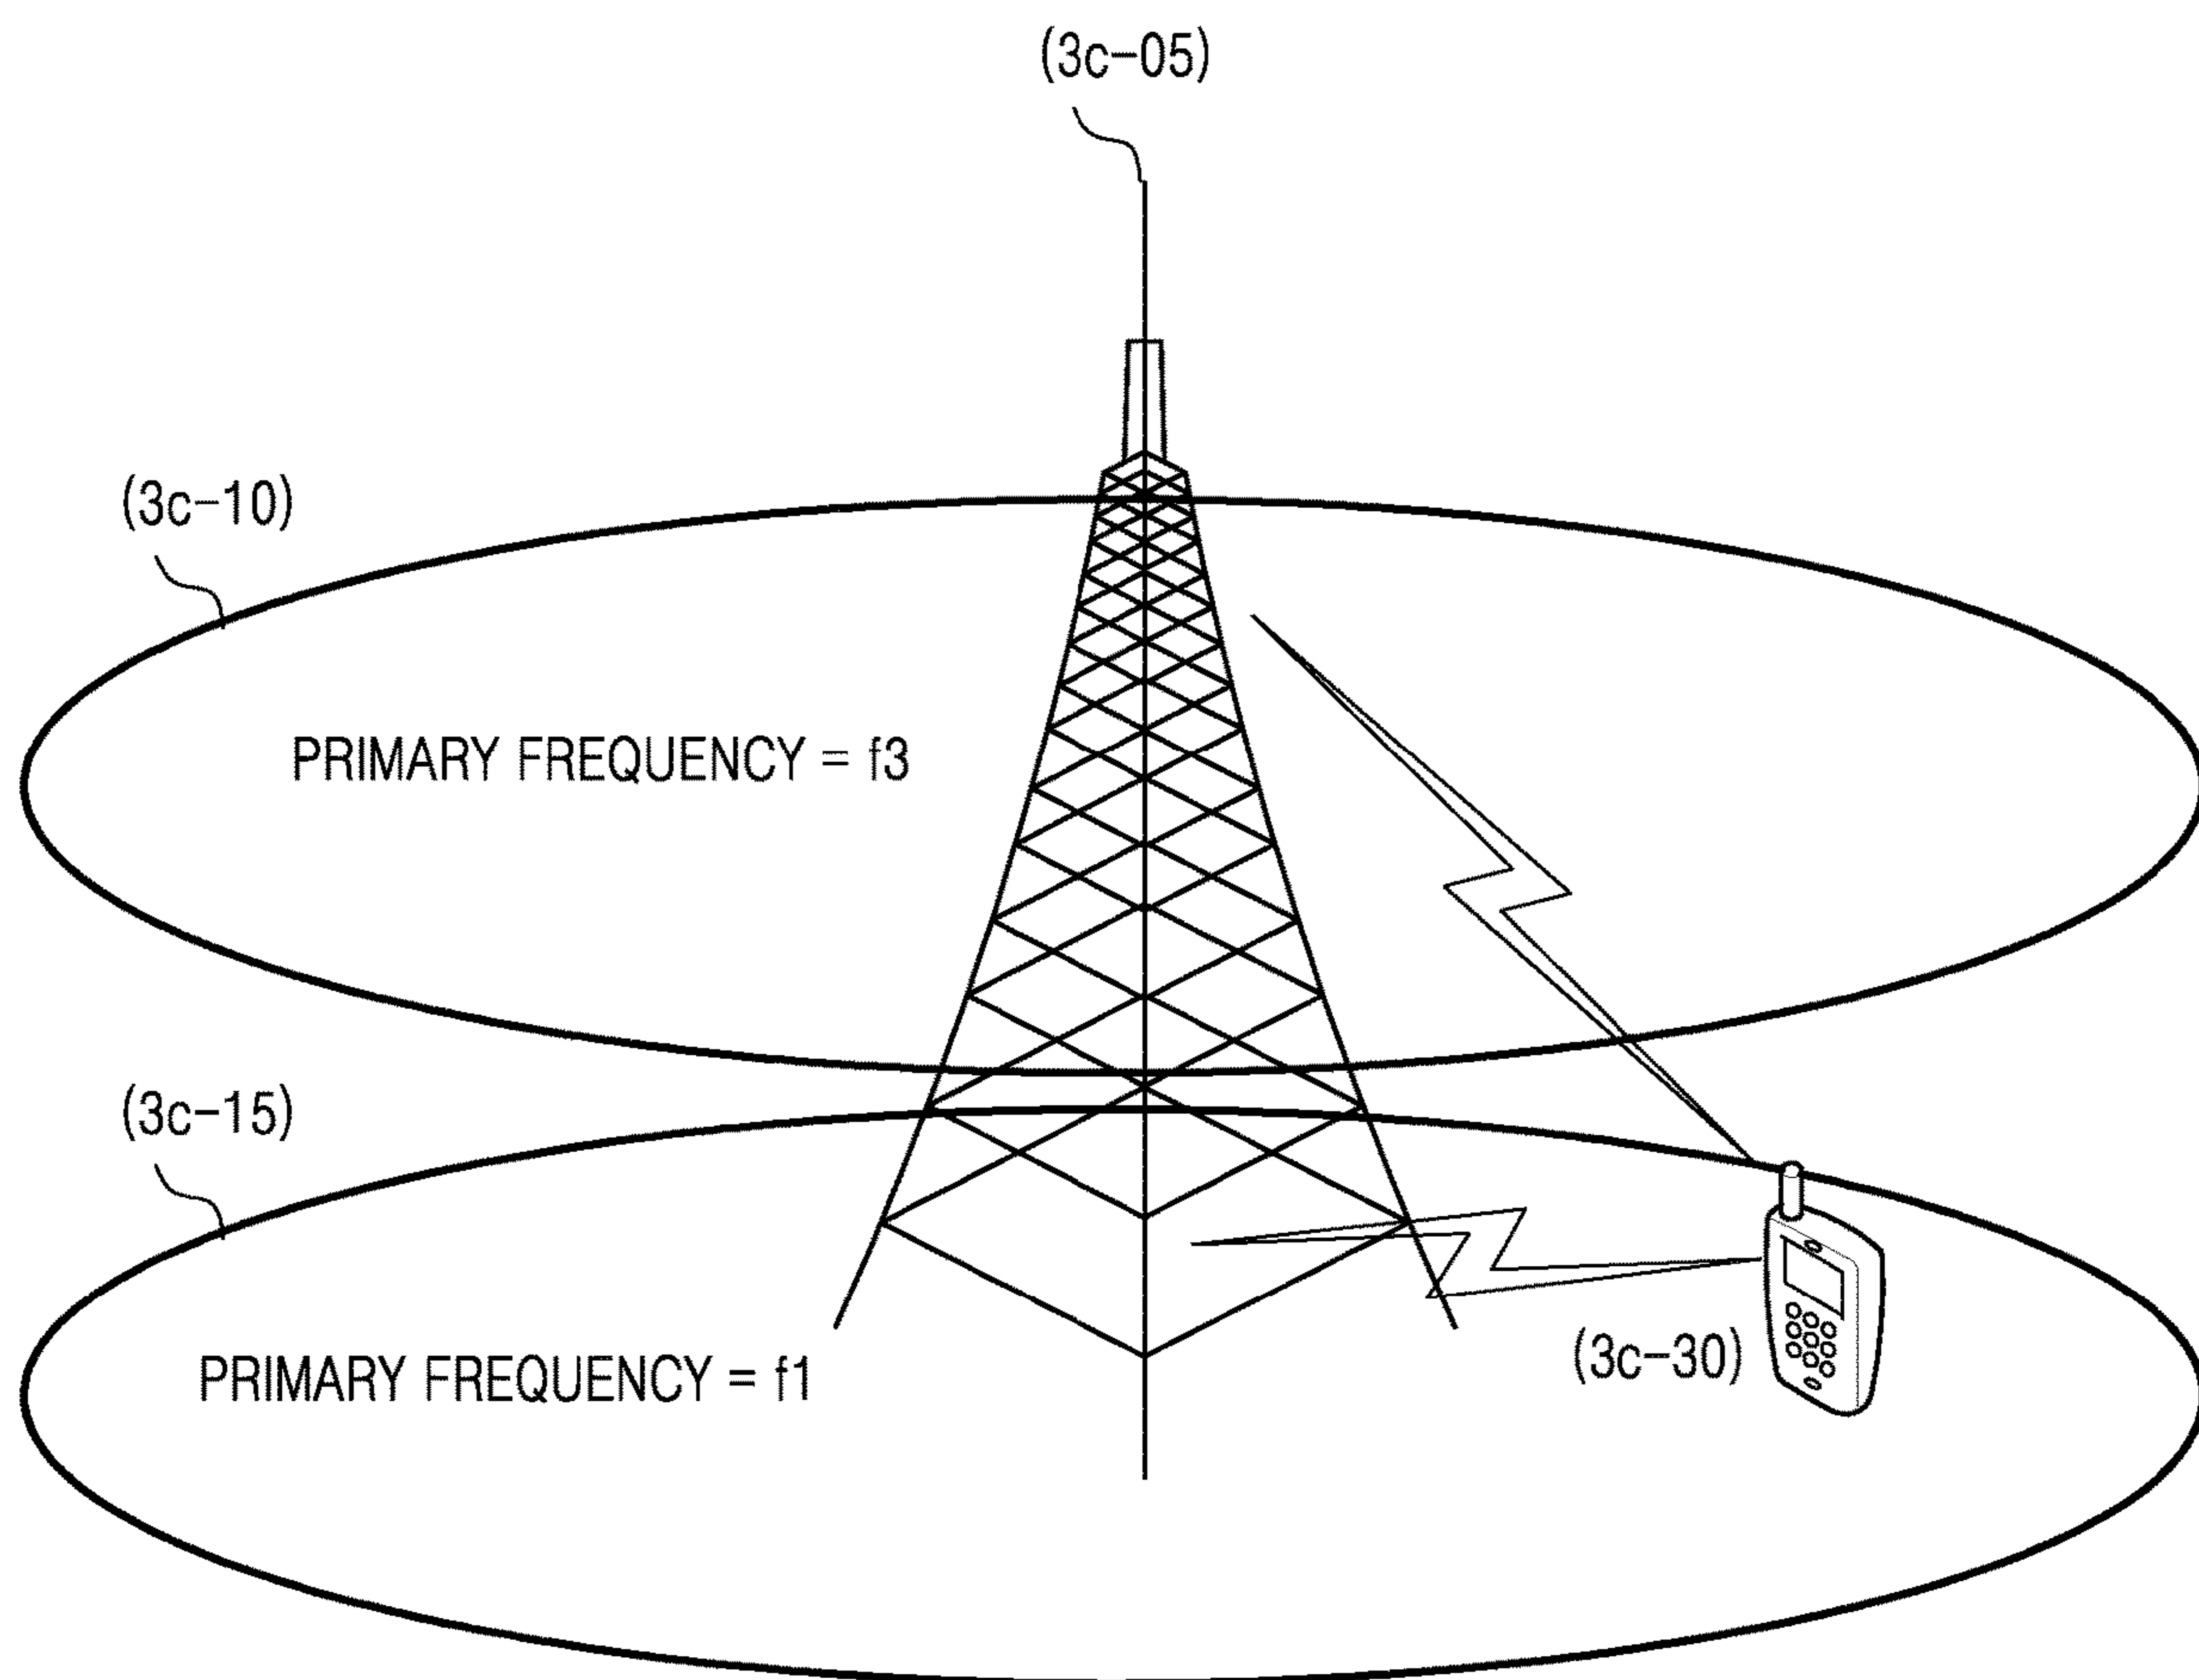 (3c-05)
(3c-10)
PRIMARY FREQUENCY = f3
(3c-15)
PRIMARY FREQUENCY = f1
(3c-30)